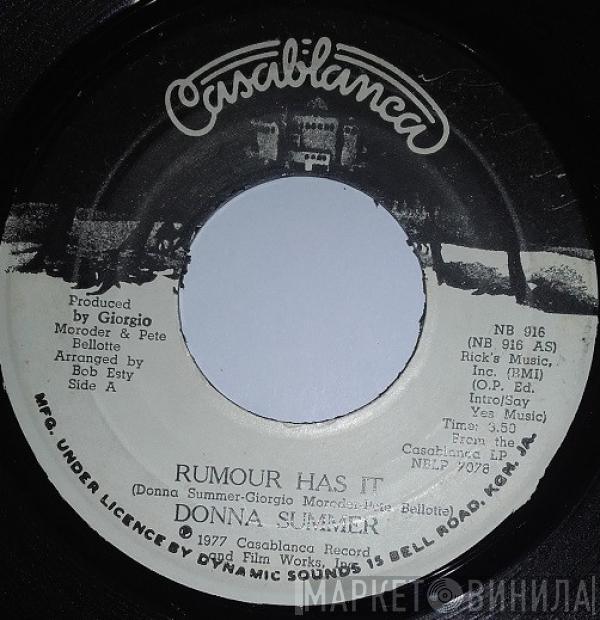 Casablanca
Produced
by Giorgio
Moroder & Pete
Bellotte
Arranged by
Bob Esty
Side A
NB 916
(NB 916 AS)
Rick's Music,
Inc. (BMI)
(O.P. Ed.
Intro/Say
Yes Music)
Time: 3.50
From the
Casablanca LP
NBLP 7078
RUMOUR HAS IT
(Donna Summer-Giorgio Moroder-Pete Bellotte)
DONNA SUMMER
℗ 1977 Casablanca Record
and Film Works, Inc.
MFG. UNDER LICENCE BY DYNAMIC SOUNDS 15 BELL ROAD, KGN. JA.
МАРКЕТ ВИНИЛА